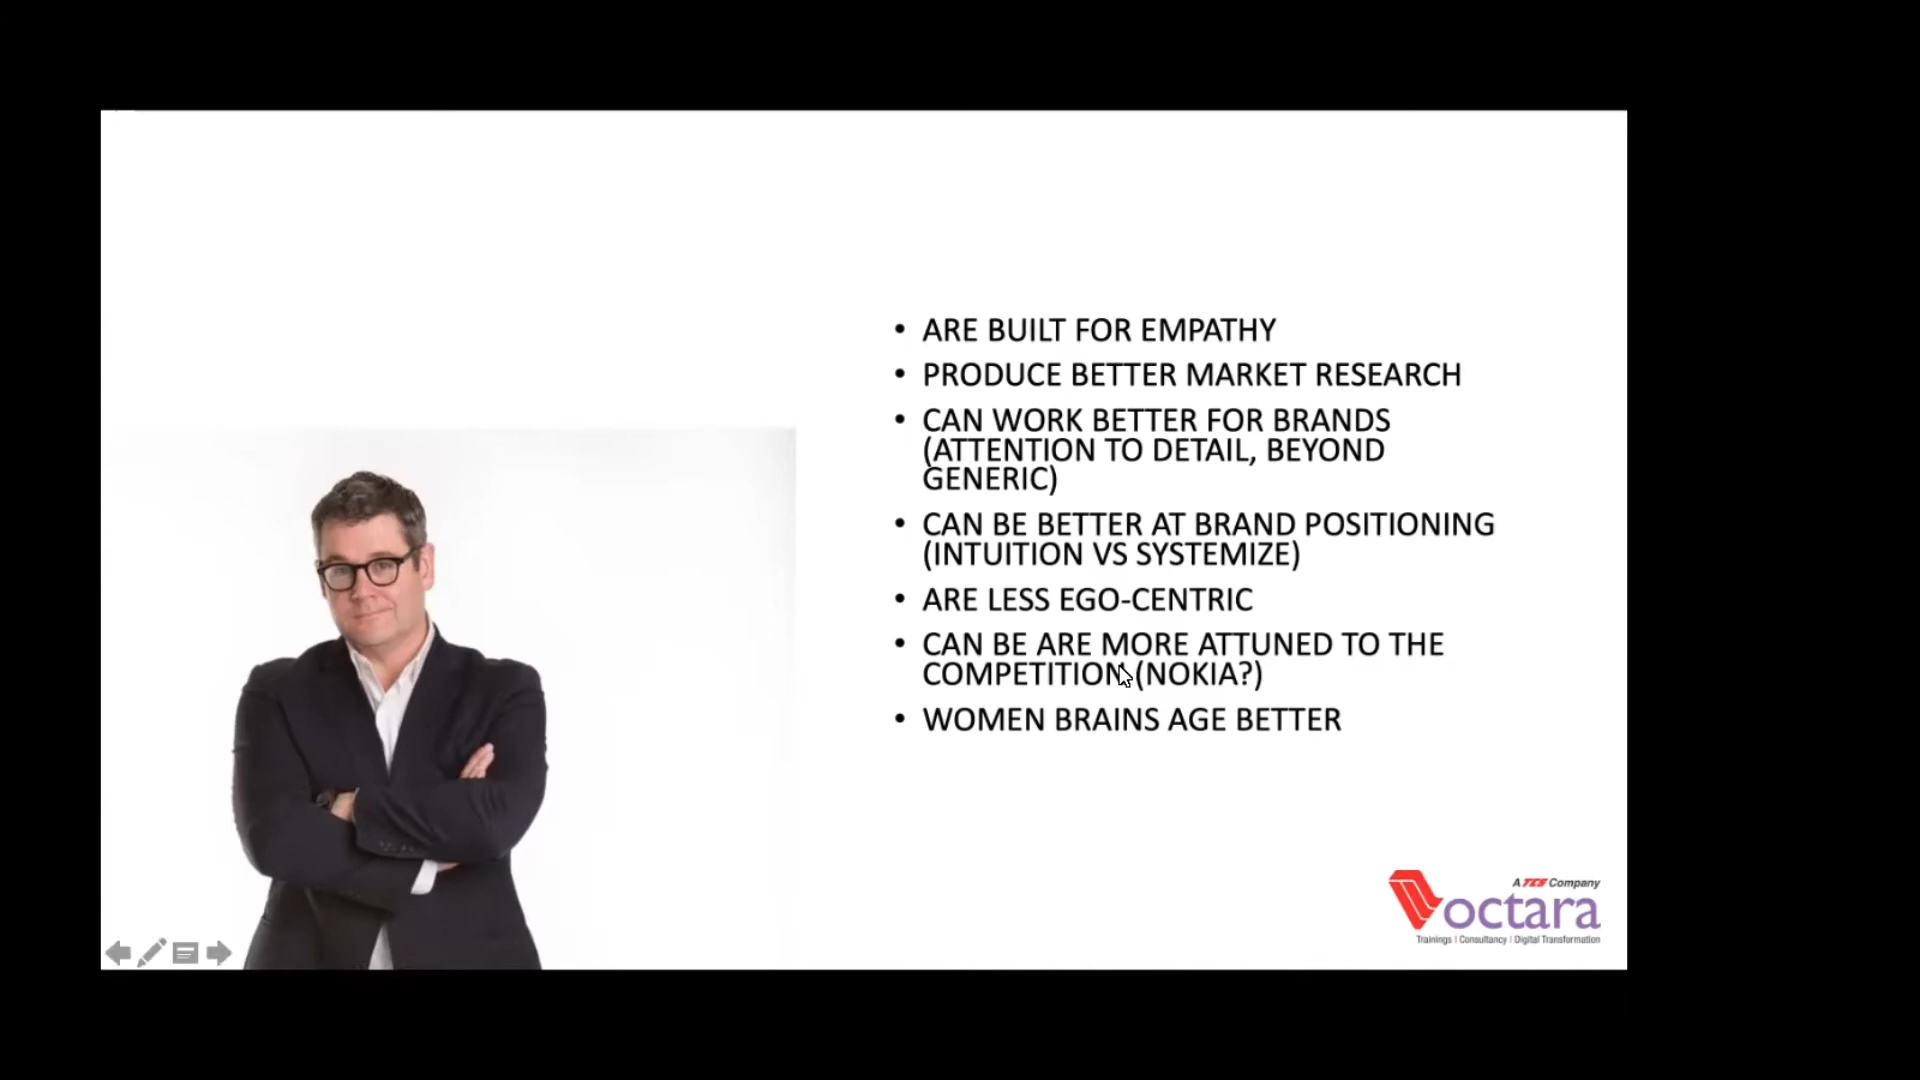 • ARE BUILT FOR EMPATHY
• PRODUCE BETTER MARKET RESEARCH
• CAN WORK BETTER FOR BRANDS
(ATTENTION TO DETAIL, BEYOND
GENERIC)
• CAN BE BETTER AT BRAND POSITIONING
(INTUITION VS SYSTEMIZE)
• ARE LESS EGO-CENTRIC
• CAN BE ARE MORE ATTUNED TO THE
COMPETITION (NOKIA?)
• WOMEN BRAINS AGE BETTER
A TCS Company
octara
Trainings | Consultancy | Digital Transformation